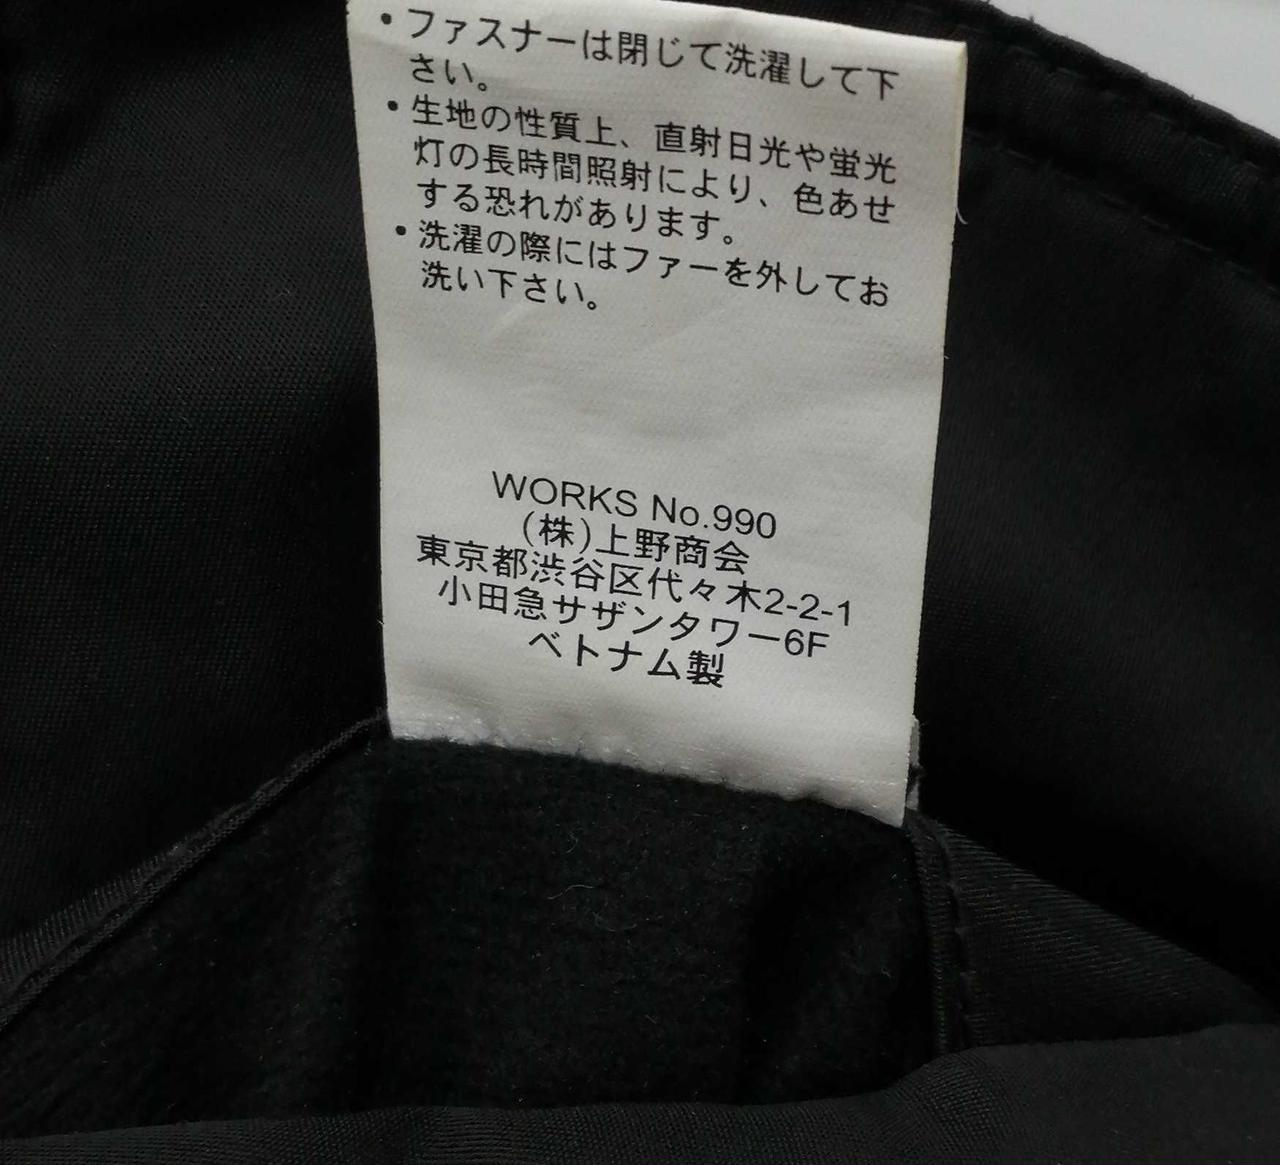 ・ファスナーは閉じて洗濯して下
さい。
・生地の性質上、直射日光や蛍光
灯の長時間照射により、色あせ
する恐れがあります。
・洗濯の際にはファーを外してお
洗い下さい。
WORKS No.990
(株)上野商会
東京都渋谷区代々木2-2-1
小田急サザンタワー6F
ベトナム製